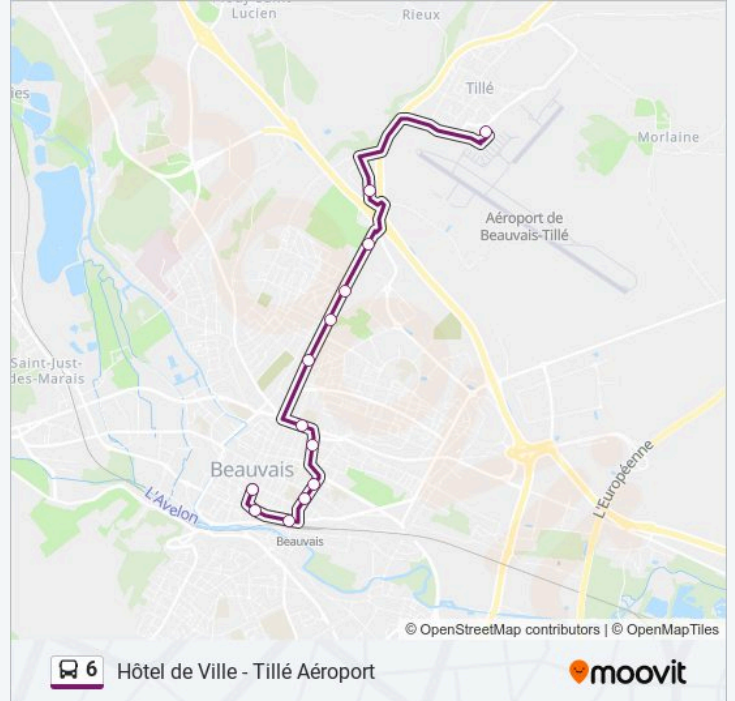 Lucien
Rieux
Tillé
ies
Morlaine
Aéroport de
Beauvais-Tillé
Saint-Just-
des-Marais
Beauvais
L'Avelon
L'Européenne
Beauvais
© OpenStreetMap contributors | © OpenMapTiles
6 Hôtel de Ville - Tillé Aéroport
moovit